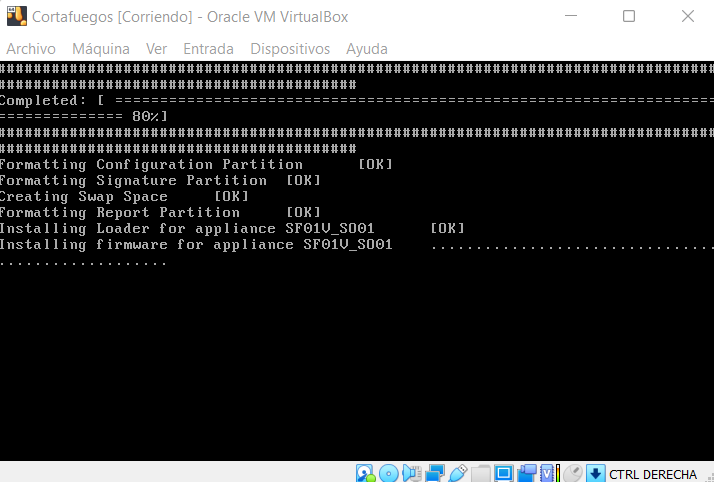 Cortafuegos [Corriendo] - Oracle VM VirtualBox
Archivo Máquina Ver Entrada Dispositivos Ayuda
################################################################################
########################################
Completed: [ ===================================================================
============== 80%]
################################################################################
########################################
Formatting Configuration Partition [OK]
Formatting Signature Partition [OK]
Creating Swap Space [OK]
Formatting Report Partition [OK]
Installing Loader for appliance SF01V_SO01 [OK]
Installing firmware for appliance SF01V_SO01 ................................
...................
CTRL DERECHA